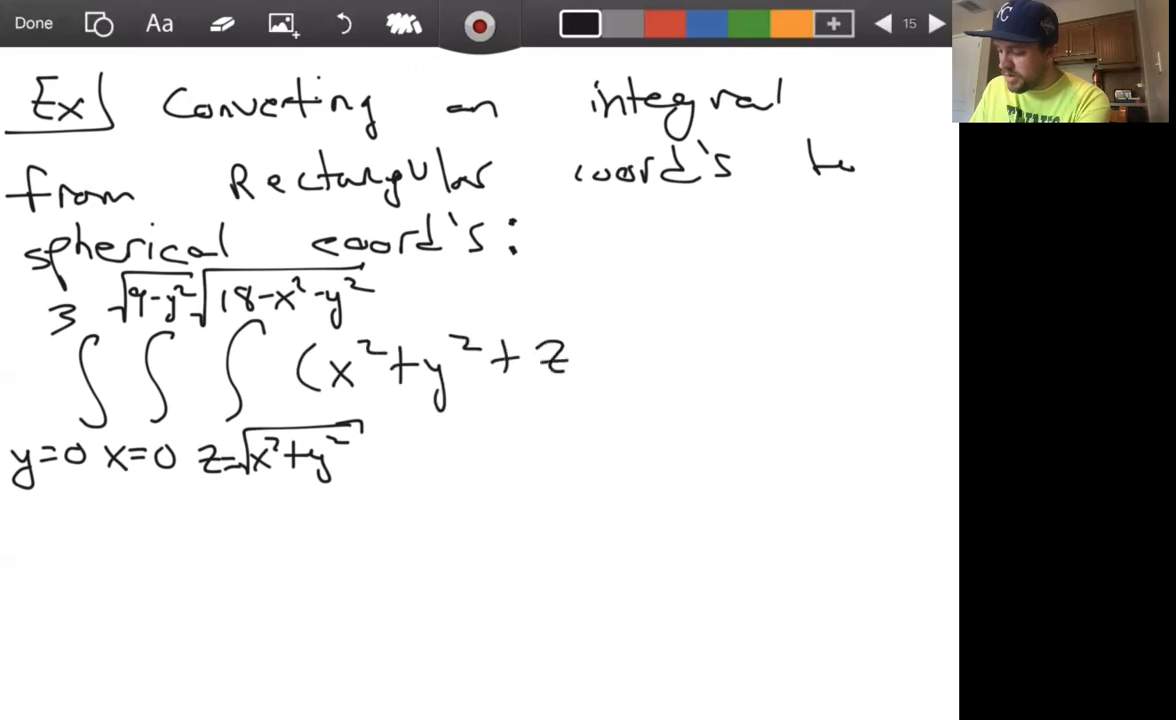 Done Aa 15
Ex) Converting an integral
from Rectangular coord's to
spherical coord's:
3 √9-y² √18-x²-y²
∫ ∫ ∫ (x²+y²+z
y=0 x=0 z=√x²+y²
KC